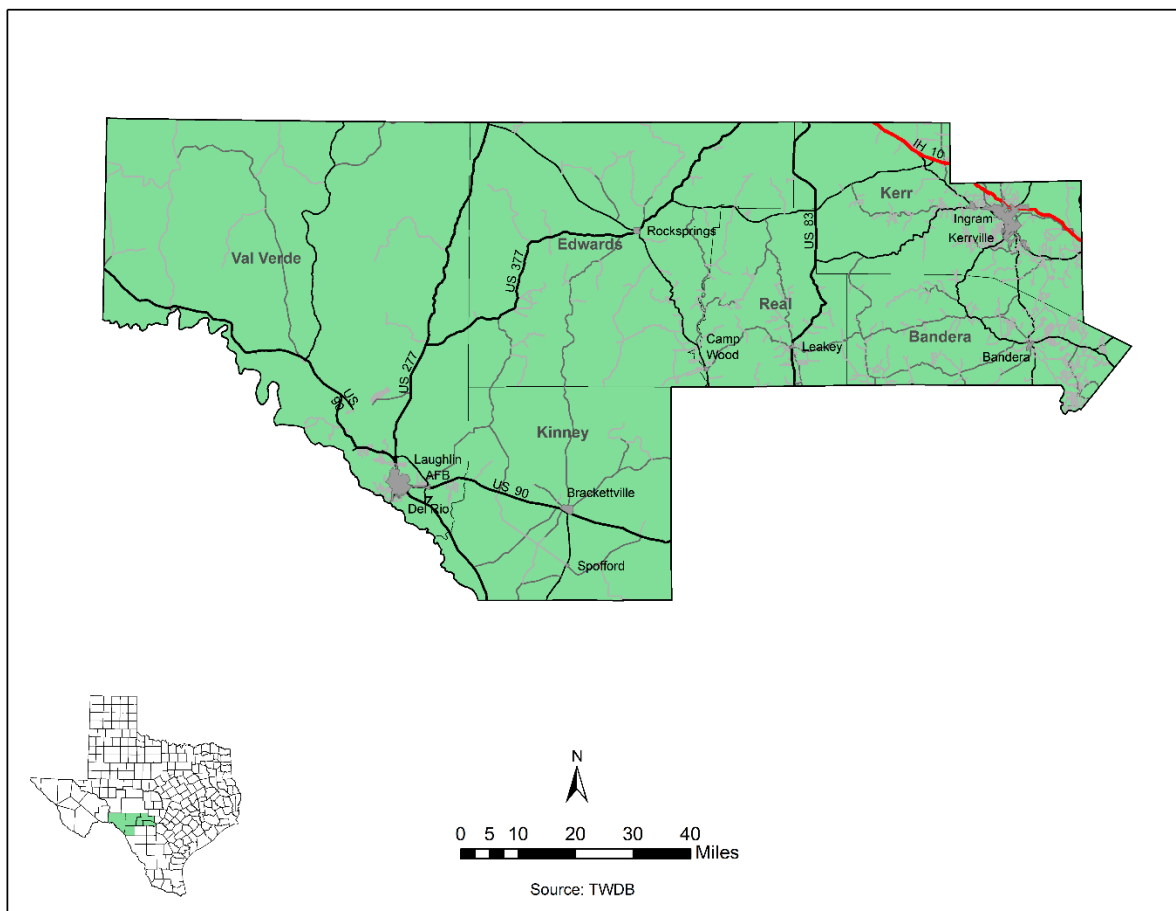 IH 10
Kerr
Ingram
Kerrville
US 83
Rocksprings
Edwards
US 377
Val Verde
Real
Camp
Wood
Leakey
Bandera
Bandera
US 277
US
90
Kinney
Laughlin
AFB
US 90
Brackettville
Del Rio
Spofford
N
0 5 10 20 30 40
Miles
Source: TWDB